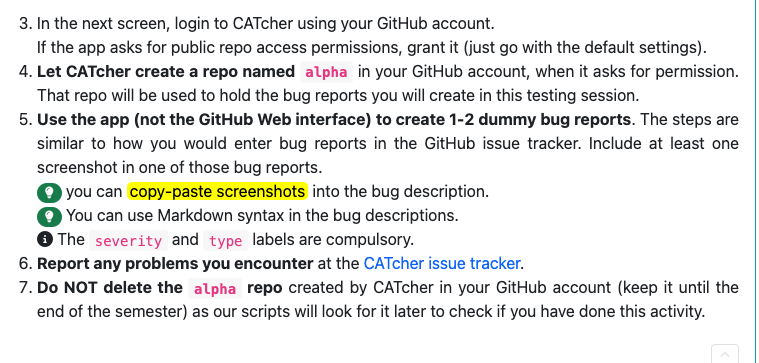 3. In the next screen, login to CATcher using your GitHub account.
If the app asks for public repo access permissions, grant it (just go with the default settings).
4. Let CATcher create a repo named alpha in your GitHub account, when it asks for permission.
That repo will be used to hold the bug reports you will create in this testing session.
5. Use the app (not the GitHub Web interface) to create 1-2 dummy bug reports. The steps are
similar to how you would enter bug reports in the GitHub issue tracker. Include at least one
screenshot in one of those bug reports.
you can copy-paste screenshots into the bug description.
You can use Markdown syntax in the bug descriptions.
The severity and type labels are compulsory.
6. Report any problems you encounter at the CATcher issue tracker.
7. Do NOT delete the alpha repo created by CATcher in your GitHub account (keep it until the
end of the semester) as our scripts will look for it later to check if you have done this activity.